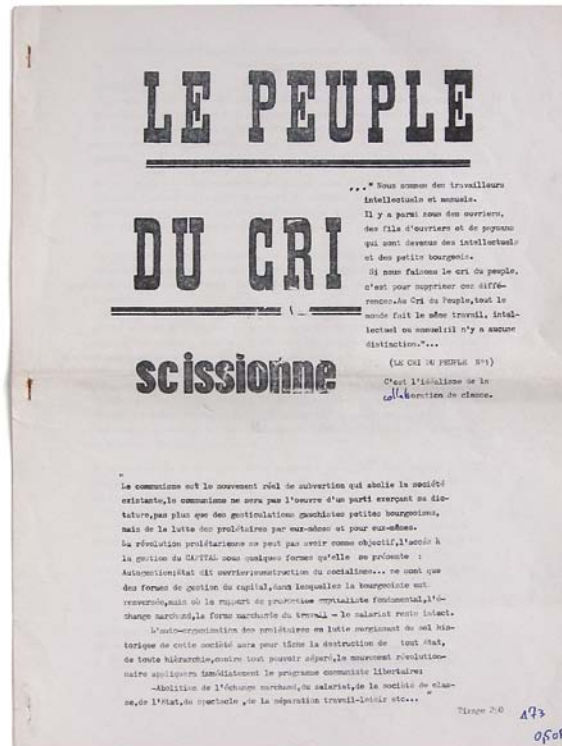 LE PEUPLE
DU CRI
scissionne
..." Nous sommes des travailleurs
intellectuels et manuels.
Il y a parmi nous des ouvriers,
des fils d'ouvriers et de paysans
qui sont devenus des intellectuels
et des petits bourgeois.
Si nous faisons le cri du peuple,
c'est pour supprimer ces diffé-
rences.Au Cri du Peuple,tout le
monde fait le même travail, intel-
lectuel ou manuel:il n'y a aucune
distinction."...
(LE CRI DU PEUPLE N°1)
C'est l'idéalisme de la
collaboration de classe.
"
Le communisme est le mouvement réel de subversion qui abolie la société
existante,le communisme ne sera pas l'oeuvre d'un parti exerçant sa dic-
tature,pas plus que des gesticulations gauchistes petites bourgeoises,
mais de la lutte des prolétaires par eux-mêmes et pour eux-mêmes.
La révolution prolétarienne ne peut pas avoir comme objectif,l'accès à
la gestion du CAPITAL sous quelques formes qu'elle se présente :
Autogestion;Etat dit ouvrier;construction du socialisme... ne sont que
des formes de gestion du capital,dans lesquelles la bourgeoisie est
renversée,mais où le rapport de production capitaliste fondamental,l'é-
change marchand,la forme marchande du travail - le salariat reste intact.
L'auto-organisation des prolétaires en lutte surgissant du sol his-
torique de cette société aura pour tâche la destruction de tout état,
de toute hiérarchie,contre tout pouvoir séparé,le mouvement révolution-
naire appliquera immédiatement le programme communiste libertaire:
-Abolition de l'échange marchand,du salariat,de la société de clas-
se,de l'état,du spectacle ,de la séparation travail-loisir etc... "
Tirage 200
A73
0,50F